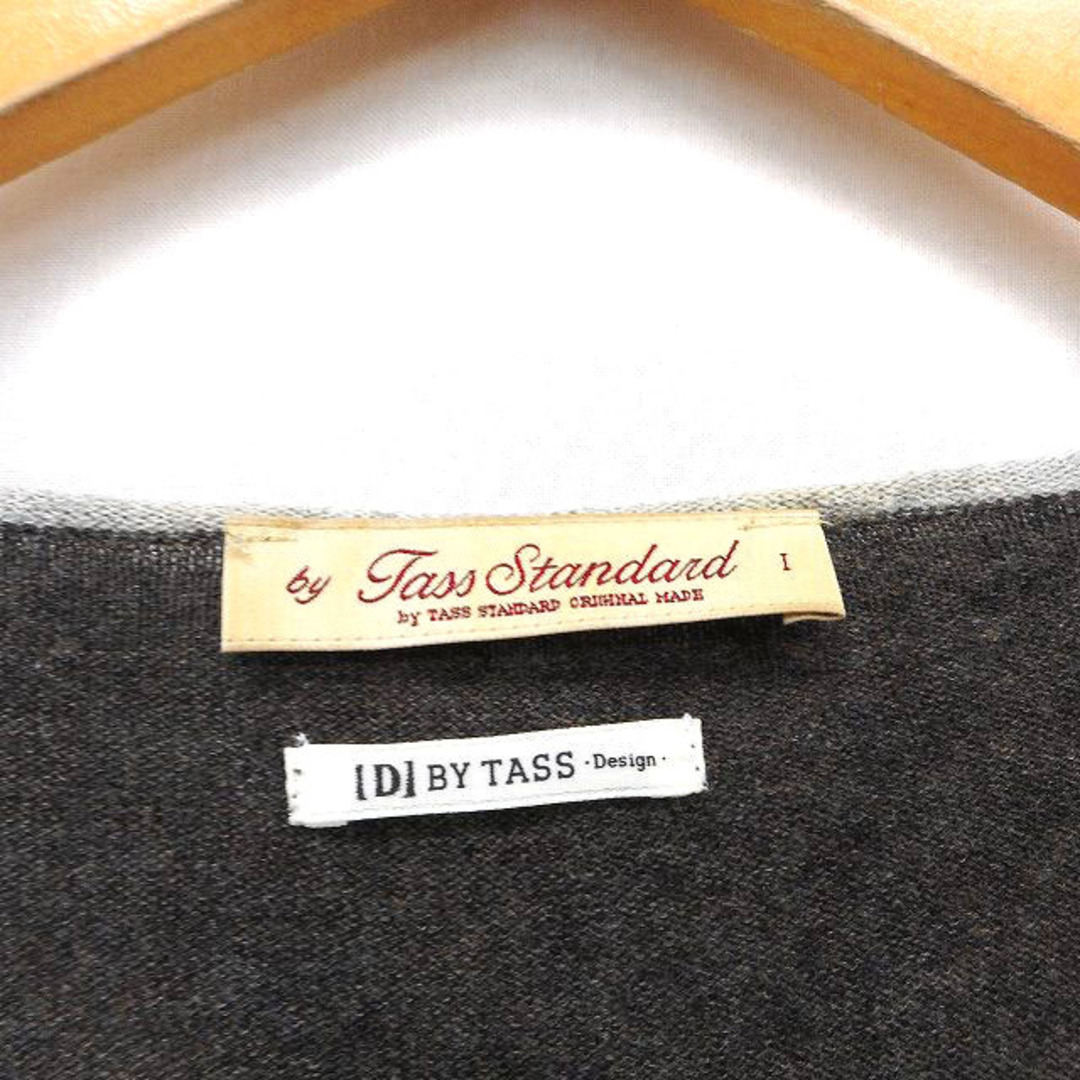 by Tass Standard I
by TASS STANDARD ORIGINAL MADE
[D] BY TASS · Design ·